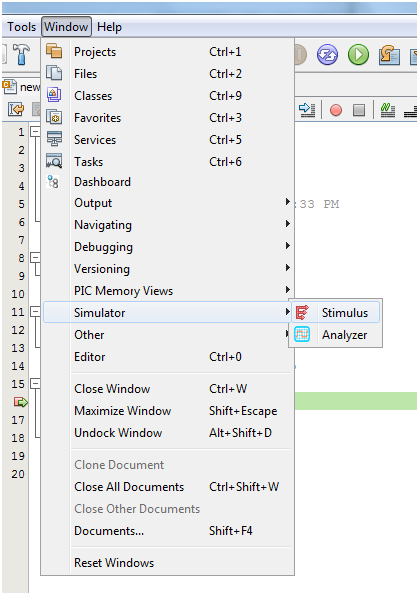 Tools Window Help
Projects Ctrl+1
new
Files Ctrl+2
Classes Ctrl+9
Favorites Ctrl+3
1 Services Ctrl+5
2 Tasks Ctrl+6
3 Dashboard
4 Output
5 Navigating :33 PM
6
7 Debugging
8 Versioning
9
10 PIC Memory Views
11 Simulator Stimulus
12 Other Analyzer
13 Editor Ctrl+0
14
15 Close Window Ctrl+W
Maximize Window Shift+Escape
17 Undock Window Alt+Shift+D
18
19 Clone Document
20 Close All Documents Ctrl+Shift+W
Close Other Documents
Documents... Shift+F4
Reset Windows